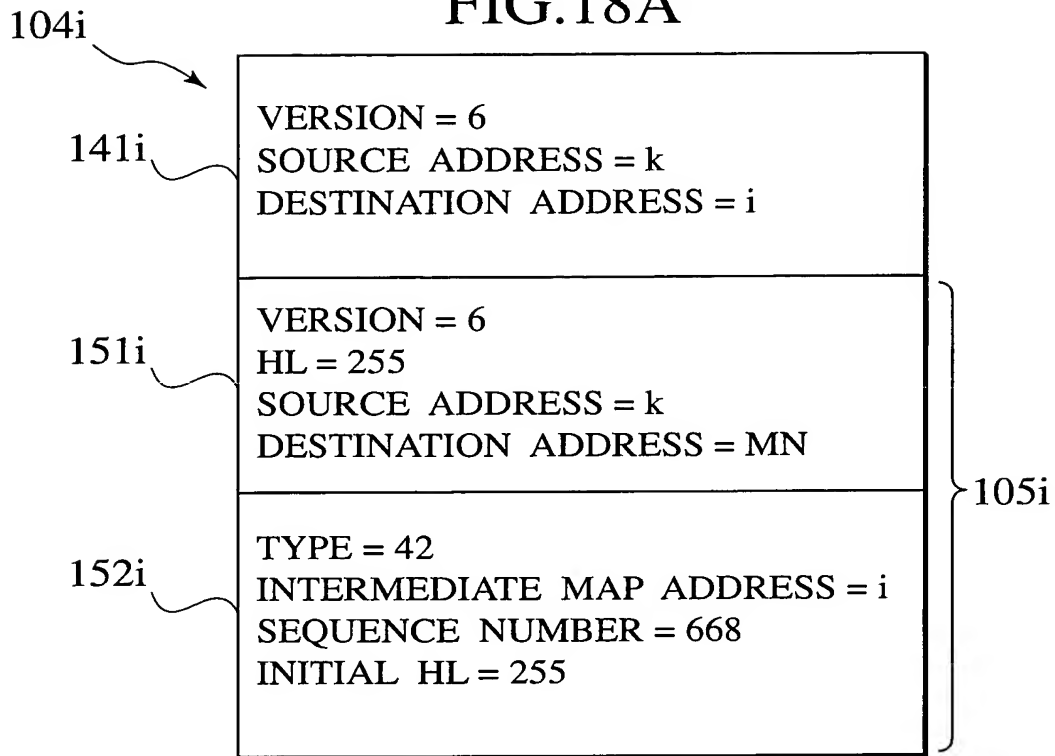 FIG.18A
104i
141i
VERSION = 6
SOURCE ADDRESS = k
DESTINATION ADDRESS = i
151i
VERSION = 6
HL = 255
SOURCE ADDRESS = k
DESTINATION ADDRESS = MN
105i
152i
TYPE = 42
INTERMEDIATE MAP ADDRESS = i
SEQUENCE NUMBER = 668
INITIAL HL = 255